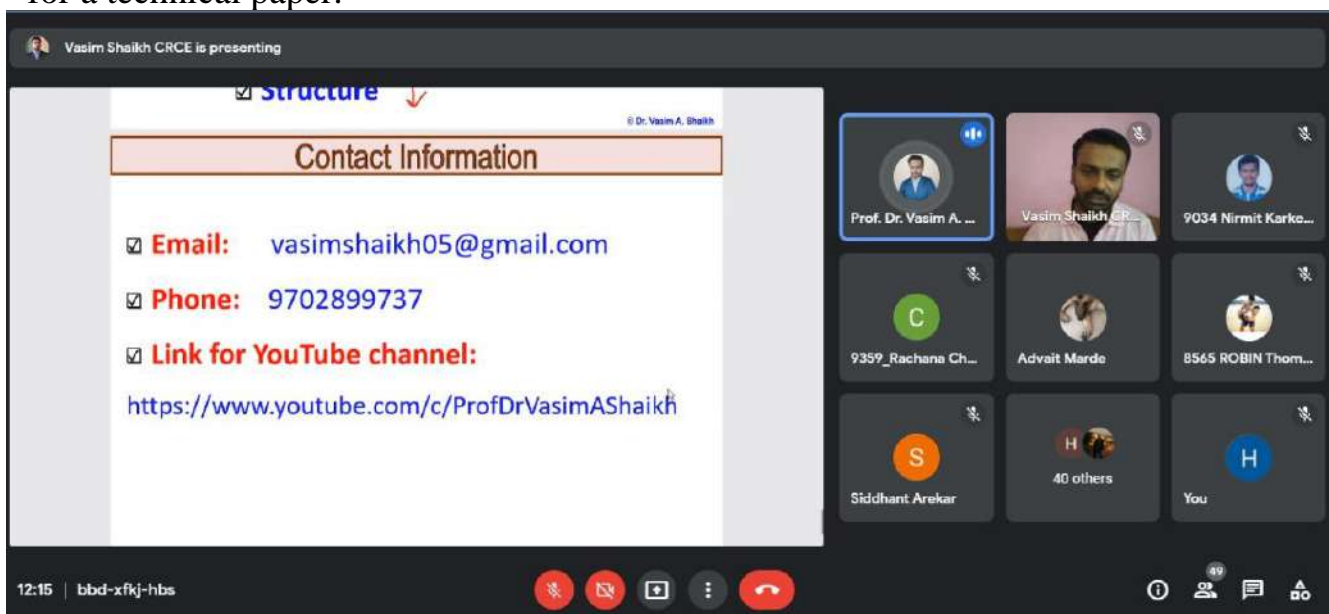 for a technical paper.
Vasim Shaikh CRCE is presenting
Structure
© Dr. Vasim A. Shaikh
Contact Information
Email: vasimshaikh05@gmail.com
Phone: 9702899737
Link for YouTube channel:
https://www.youtube.com/c/ProfDrVasimAShaikh
Prof. Dr. Vasim A. ...
Vasim Shaikh CR...
9034 Nirmit Karke...
C
9359_Rachana Ch...
Advait Marde
8565 ROBIN Thom...
S
Siddhant Arekar
H
40 others
H
You
12:15 | bbd-xfkj-hbs
49